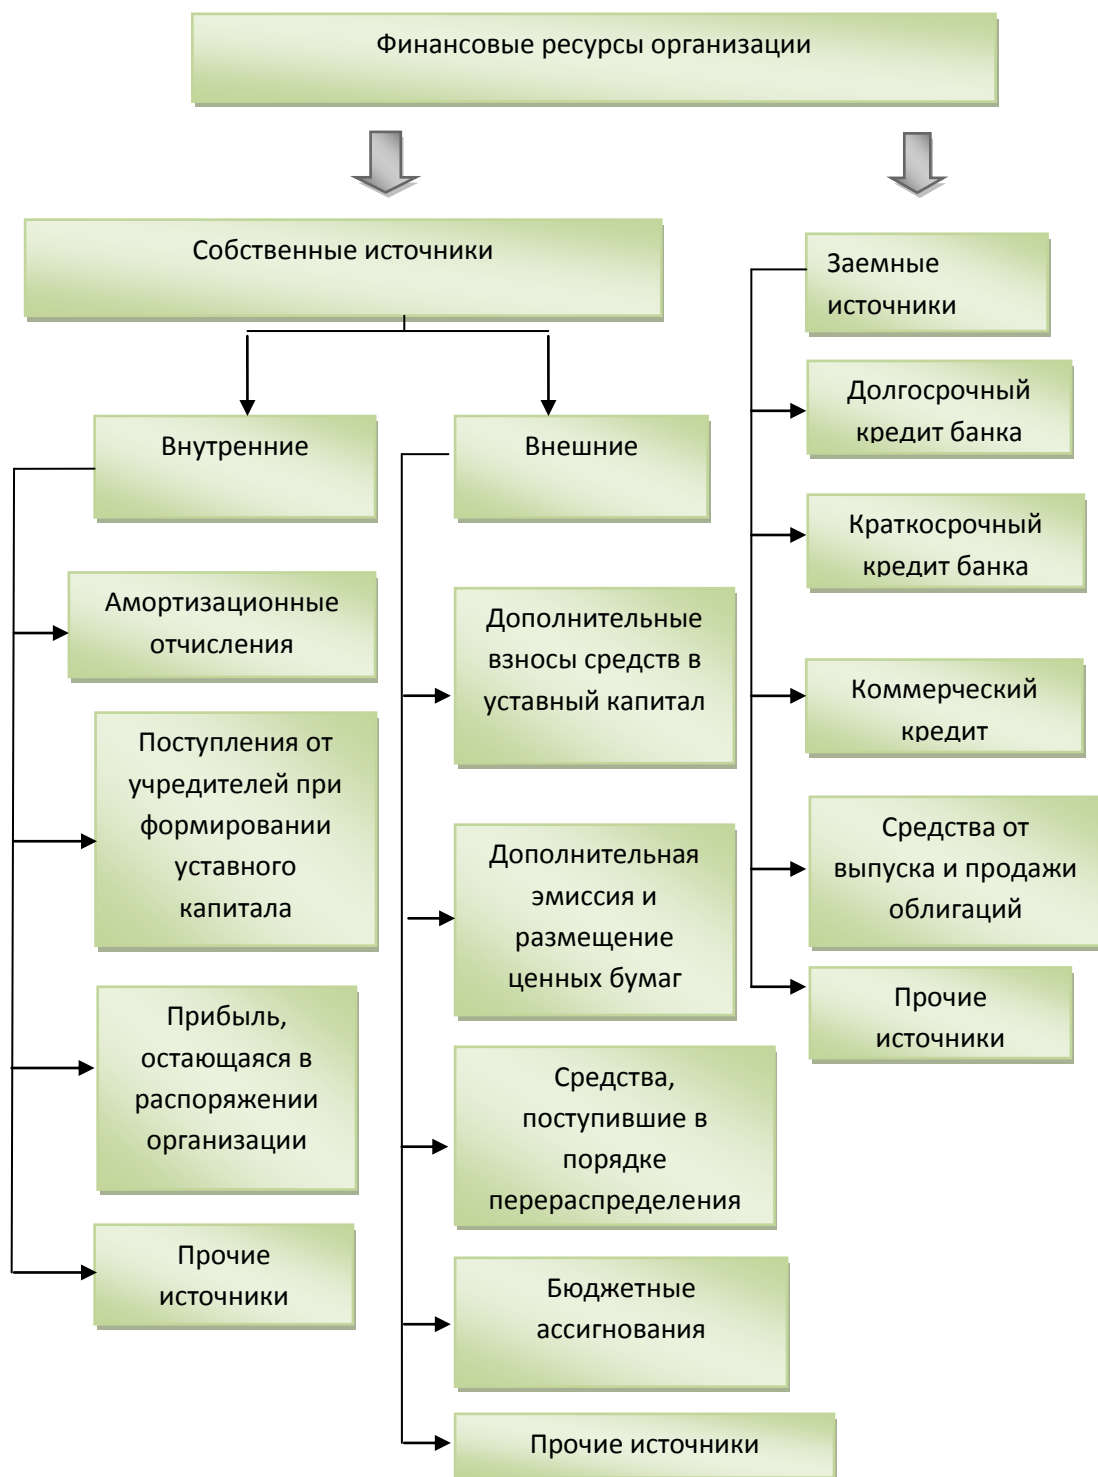 Финансовые ресурсы организации
Собственные источники
Заемные
источники
Внутренние
Внешние
Долгосрочный
кредит банка
Краткосрочный
кредит банка
Коммерческий
кредит
Средства от
выпуска и продажи
облигаций
Прочие
источники
Амортизационные
отчисления
Поступления от
учредителей при
формировании
уставного
капитала
Прибыль,
остающаяся в
распоряжении
организации
Прочие
источники
Дополнительные
взносы средств в
уставный капитал
Дополнительная
эмиссия и
размещение
ценных бумаг
Средства,
поступившие в
порядке
перераспределения
Бюджетные
ассигнования
Прочие источники